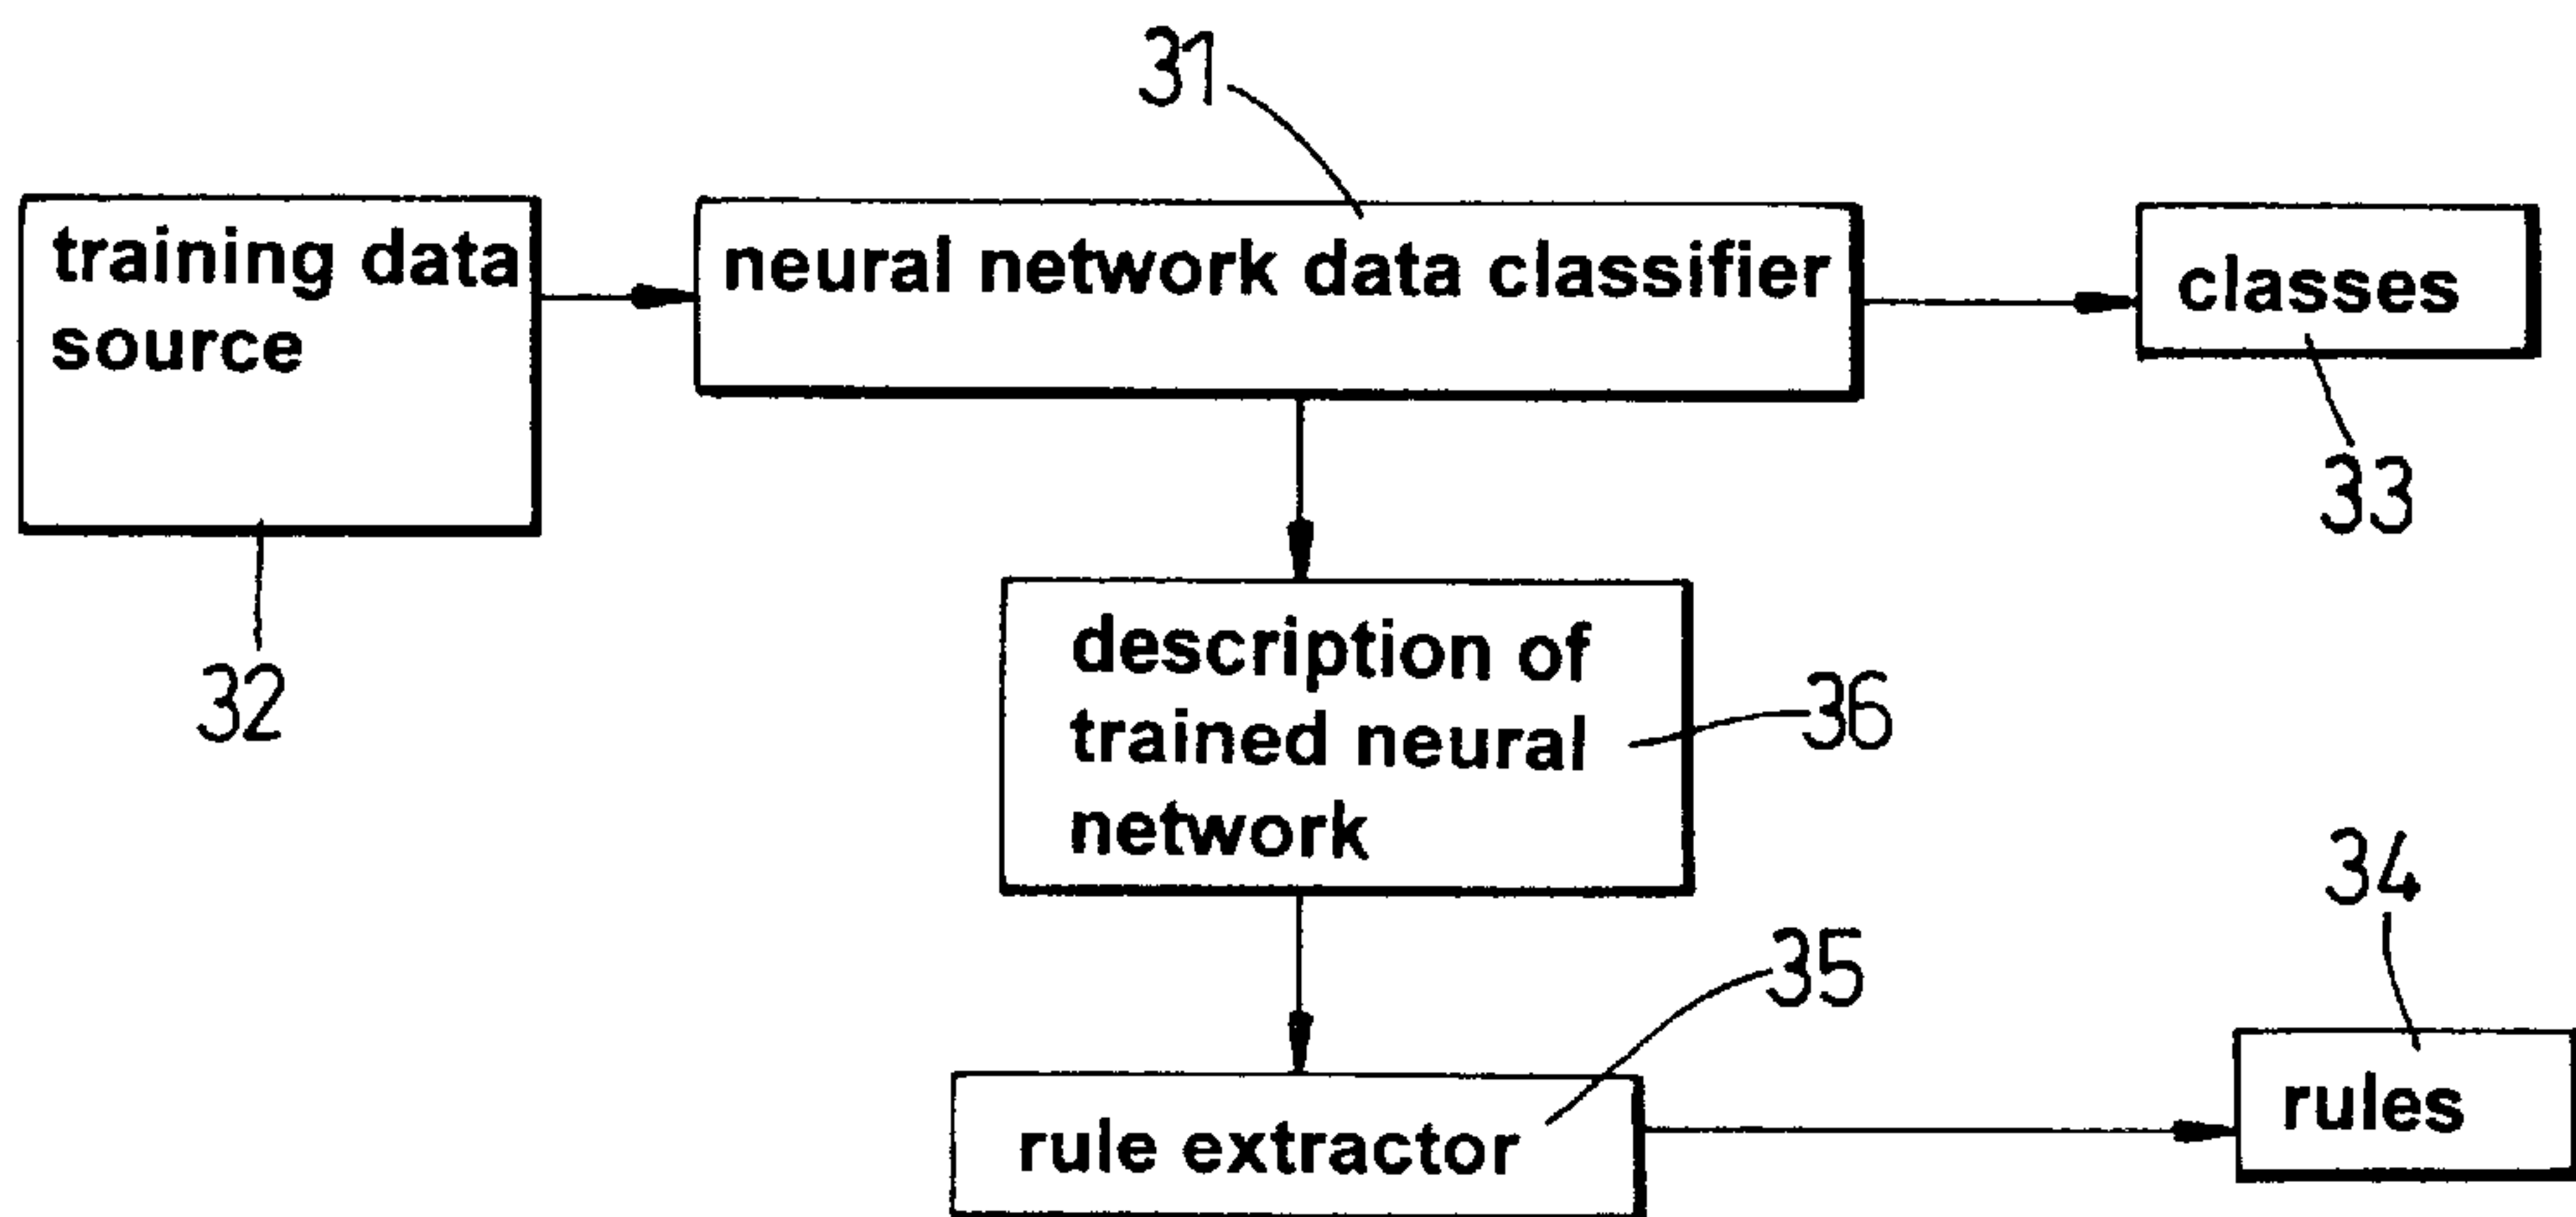 31
training data
source
neural network data classifier
classes
33
32
description of
trained neural
network
36
34
35
rule extractor
rules